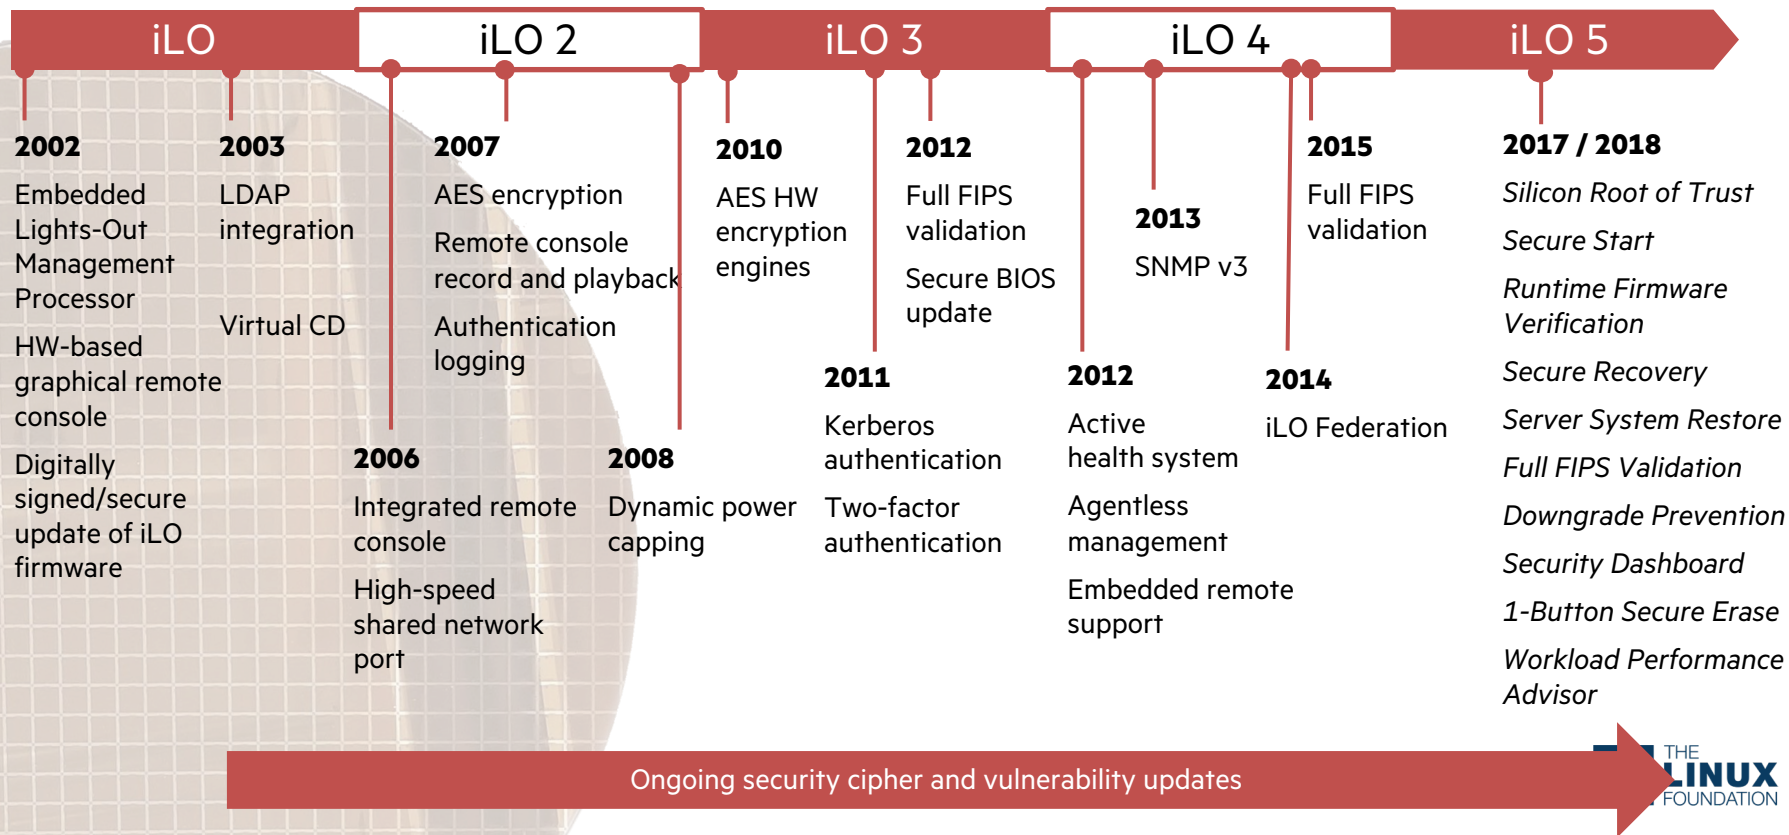 iLO
iLO 2
iLO 3
iLO 4
iLO 5
2002
Embedded
Lights-Out
Management
Processor
HW-based
graphical remote
console
Digitally
signed/secure
update of iLO
firmware
2003
LDAP
integration
Virtual CD
2006
Integrated remote
console
High-speed
shared network
port
2007
AES encryption
Remote console
record and playback
Authentication
logging
2008
Dynamic power
capping
2010
AES HW
encryption
engines
2011
Kerberos
authentication
Two-factor
authentication
2012
Full FIPS
validation
Secure BIOS
update
2012
Active
health system
Agentless
management
Embedded remote
support
2013
SNMP v3
2014
iLO Federation
2015
Full FIPS
validation
2017 / 2018
Silicon Root of Trust
Secure Start
Runtime Firmware
Verification
Secure Recovery
Server System Restore
Full FIPS Validation
Downgrade Prevention
Security Dashboard
1-Button Secure Erase
Workload Performance
Advisor
Ongoing security cipher and vulnerability updates
THE
LINUX
FOUNDATION